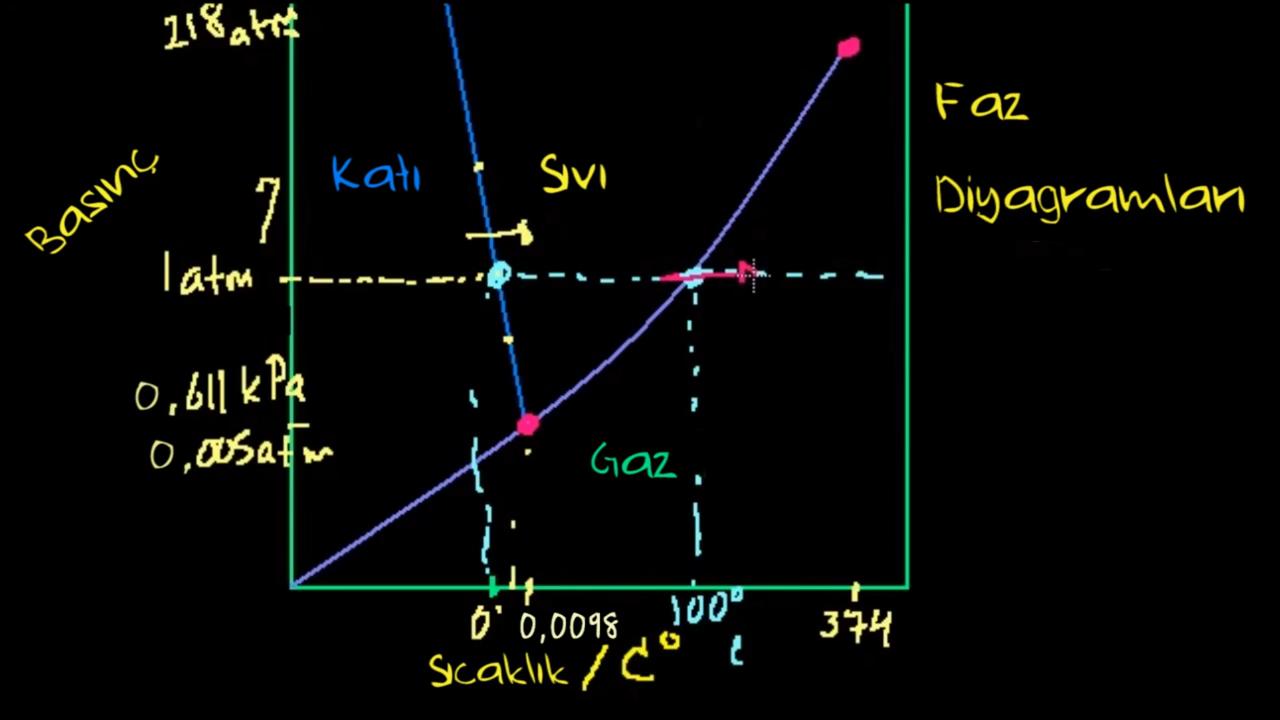 218 atm
Faz
Diyagramları
Katı
Sıvı
Basınç
1 atm
0,611 kPa
0,005 atm
Gaz
0°
0,0098
100°
C
374
Sıcaklık / C°